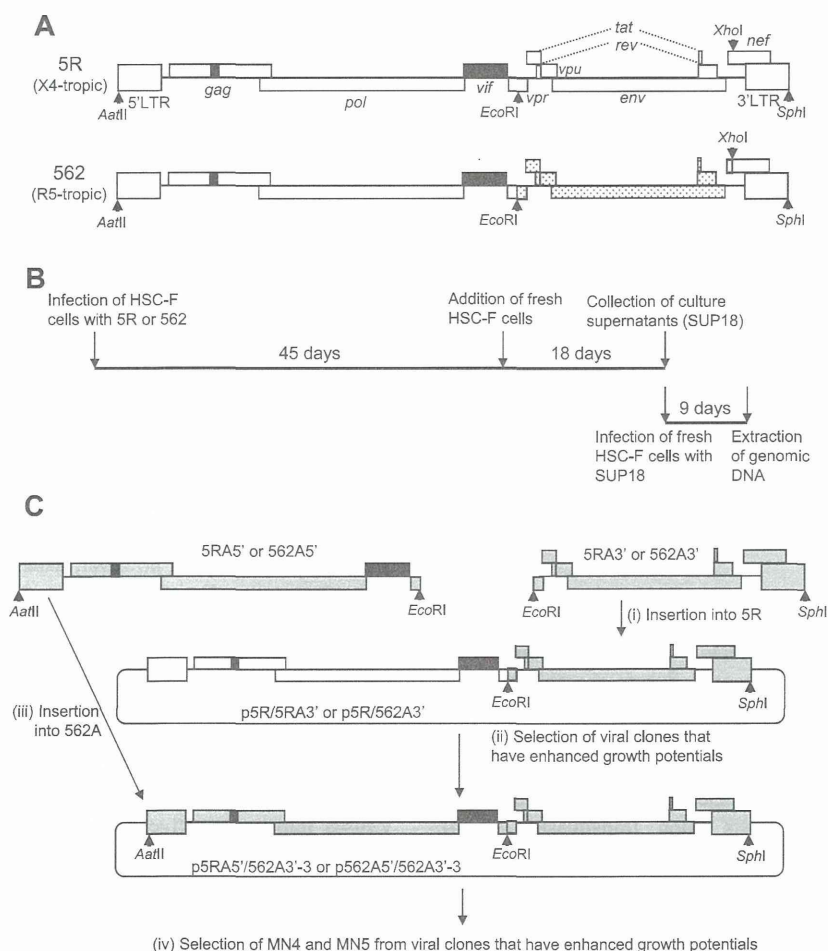 A
5R
(X4-tropic)
AatII
5'LTR
gag
pol
vif
EcoRI
vpr
vpu
tat
rev
env
XhoI
nef
3'LTR
SphI
562
(R5-tropic)
AatII
EcoRI
XhoI
SphI
B
Infection of HSC-F
cells with 5R or 562
Addition of fresh
HSC-F cells
Collection of culture
supernatants (SUP18)
45 days
18 days
9 days
Infection of fresh
HSC-F cells with
SUP18
Extraction
of genomic
DNA
C
5RA5' or 562A5'
5RA3' or 562A3'
AatII
EcoRI
EcoRI
SphI
(i) Insertion into 5R
(iii) Insertion
into 562A
EcoRI
SphI
p5R/5RA3' or p5R/562A3'
(ii) Selection of viral clones that
have enhanced growth potentials
AatII
EcoRI
SphI
p5RA5'/562A3'-3 or p562A5'/562A3'-3
(iv) Selection of MN4 and MN5 from viral clones that have enhanced growth potentials